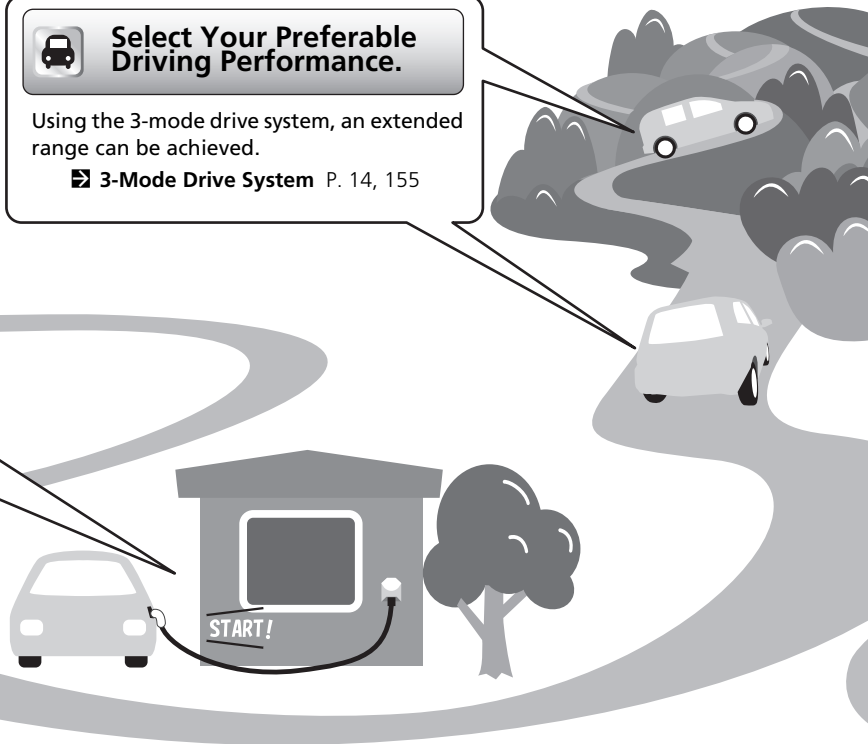 Select Your Preferable
Driving Performance.
Using the 3-mode drive system, an extended
range can be achieved.
3-Mode Drive System P. 14, 155
START!